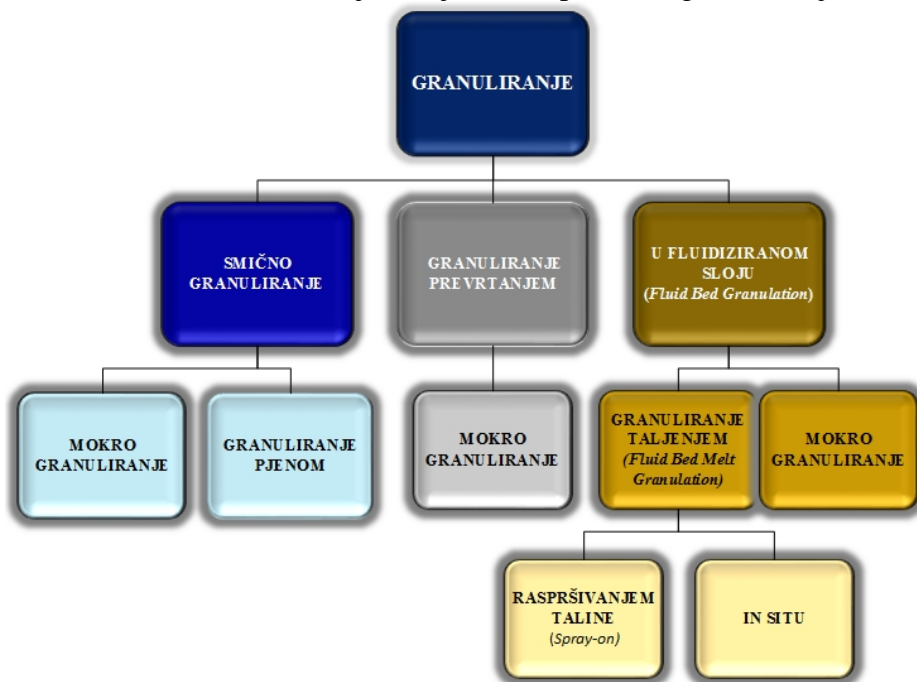 GRANULIRANJE
SMIČNO
GRANULIRANJE
GRANULIRANJE
PREVRTANJEM
U FLUIDIZIRANOM
SLOJU
(Fluid Bed Granulation)
MOKRO
GRANULIRANJE
GRANULIRANJE
PJENOM
MOKRO
GRANULIRANJE
GRANULIRANJE
TALJENJEM
(Fluid Bed Melt
Granulation)
MOKRO
GRANULIRANJE
RASPRŠIVANJEM
TALINE
(Spray-on)
IN SITU